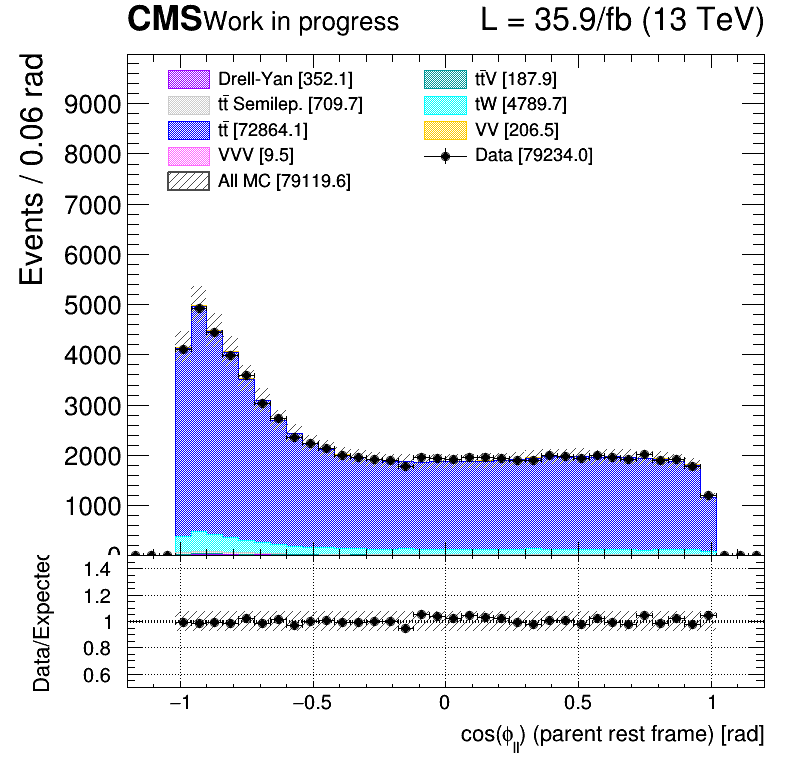 CMS Work in progress L = 35.9/fb (13 TeV)
Events / 0.06 rad
Drell-Yan [352.1]
tt̄ Semilep. [709.7]
tt̄ [72864.1]
VVV [9.5]
All MC [79119.6]
tt̄V [187.9]
tW [4789.7]
VV [206.5]
Data [79234.0]
9000
8000
7000
6000
5000
4000
3000
2000
1000
0
Data/Expected
1.4
1.2
1
0.8
0.6
−1 −0.5 0 0.5 1
cos(ϕ_ll) (parent rest frame) [rad]